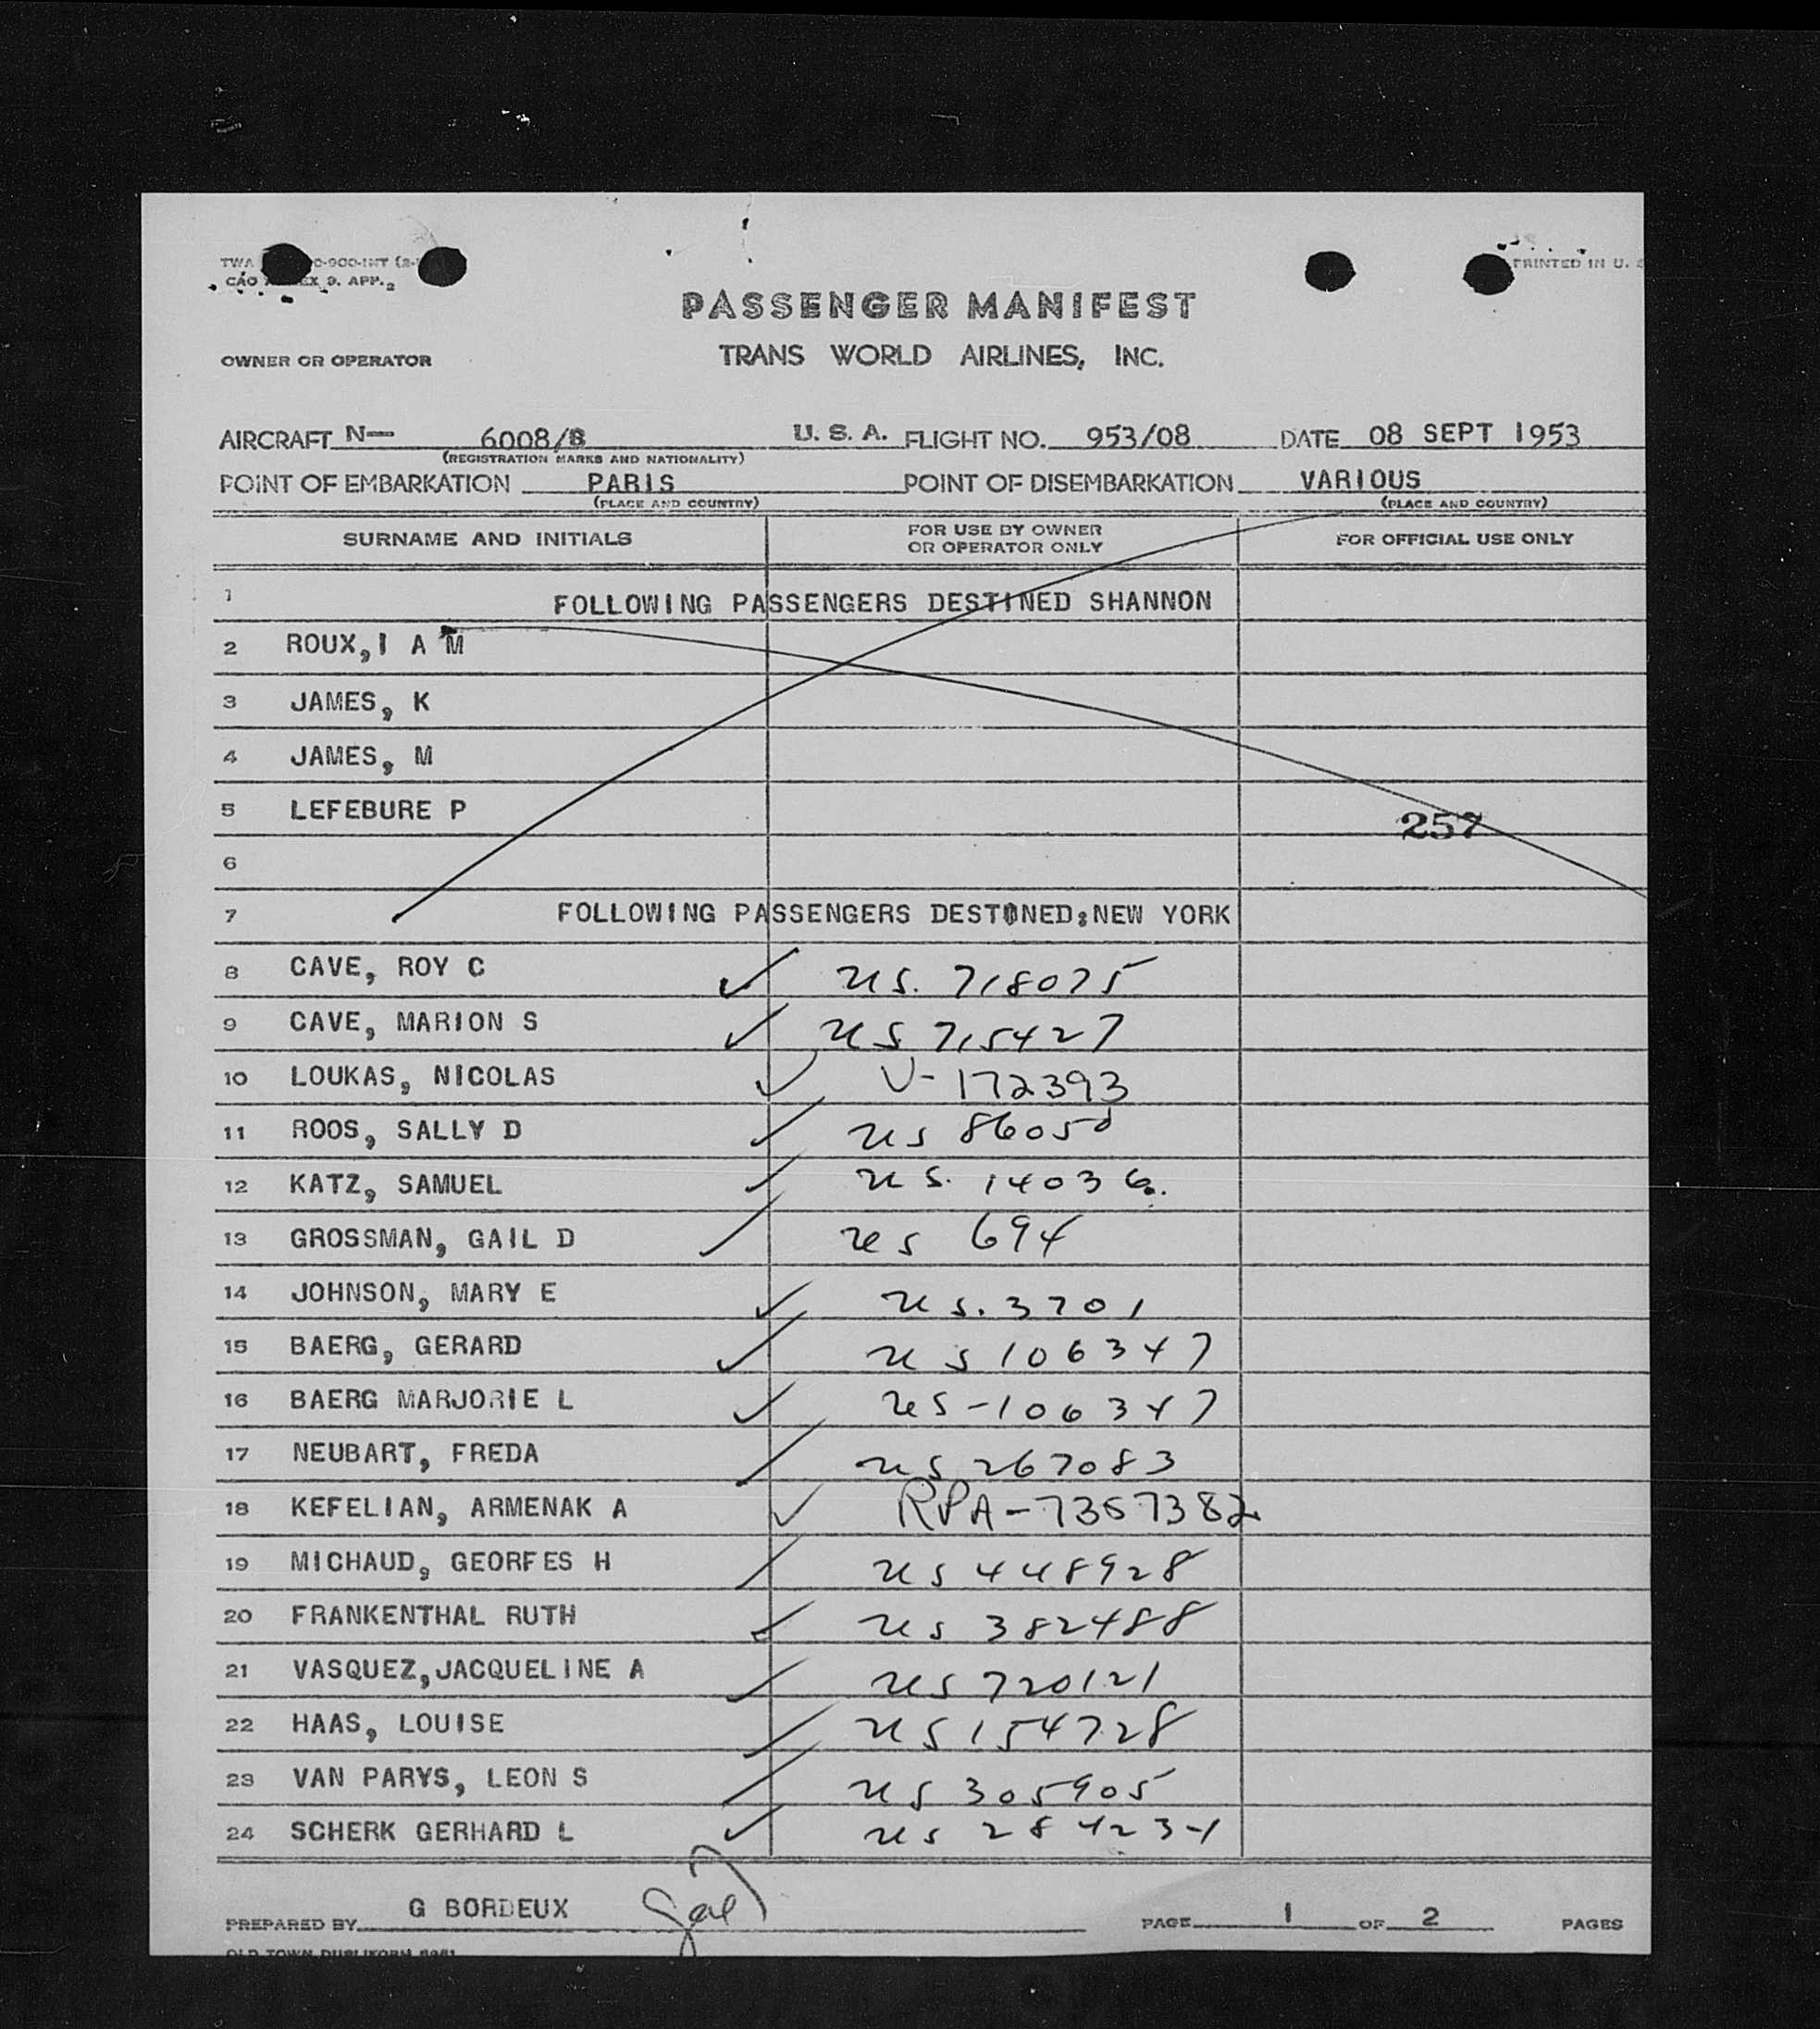 TWA 0-900-INT (2-
CAO EX 9. APP. 2
PRINTED IN U. S
PASSENGER MANIFEST
OWNER OR OPERATOR TRANS WORLD AIRLINES, INC.
AIRCRAFT N— 6008/8 U. S. A. FLIGHT NO. 953/08 DATE 08 SEPT 1953
(REGISTRATION MARKS AND NATIONALITY)
POINT OF EMBARKATION PARIS POINT OF DISEMBARKATION VARIOUS
(PLACE AND COUNTRY) (PLACE AND COUNTRY)
SURNAME AND INITIALS FOR USE BY OWNER OR OPERATOR ONLY FOR OFFICIAL USE ONLY
1 FOLLOWING PASSENGERS DESTINED SHANNON
2 ROUX,I A M
3 JAMES, K
4 JAMES, M
5 LEFEBURE P 257
6
7 FOLLOWING PASSENGERS DESTINED:NEW YORK
8 CAVE, ROY C ✓ US. 718075
9 CAVE, MARION S ✓ US 715427
10 LOUKAS, NICOLAS ✓ V-172393
11 ROOS, SALLY D ✓ US 86050
12 KATZ, SAMUEL ✓ US. 14036.
13 GROSSMAN, GAIL D ✓ US 694
14 JOHNSON, MARY E ✓ US. 3701
15 BAERG, GERARD ✓ US 106347
16 BAERG MARJORIE L ✓ US-106347
17 NEUBART, FREDA ✓ US 267083
18 KEFELIAN, ARMENAK A ✓ RPA-7357382
19 MICHAUD, GEORFES H ✓ US 448928
20 FRANKENTHAL RUTH ✓ US 382488
21 VASQUEZ,JACQUELINE A ✓ US 720121
22 HAAS, LOUISE ✓ US 154728
23 VAN PARYS, LEON S ✓ US 305905
24 SCHERK GERHARD L ✓ US 284234
PREPARED BY G BORDEUX PAGE 1 OF 2 PAGES